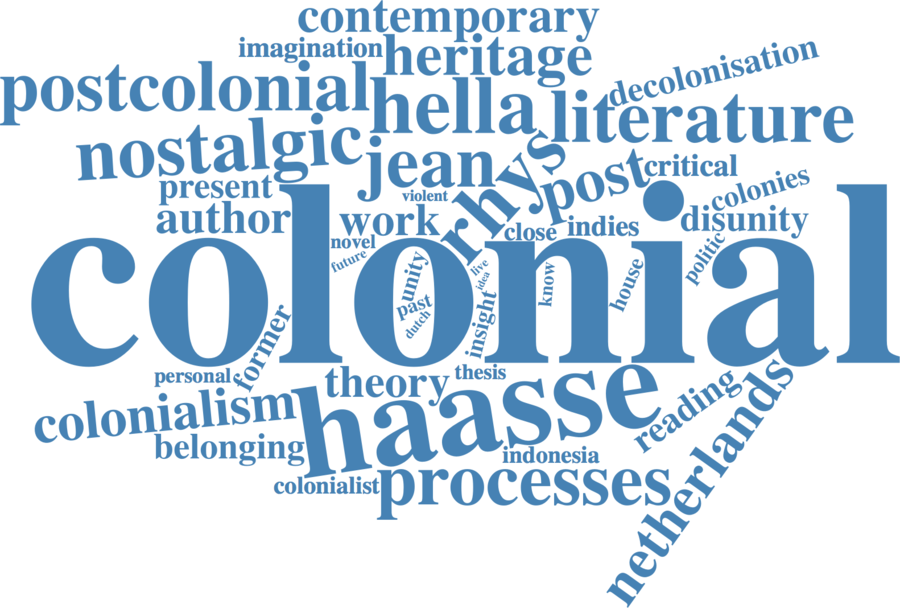 contemporary
imagination
heritage
decolonisation
postcolonial
hella
literature
nostalgic
jean
rhys
post
critical
present
violent
colonies
author
work
close
indies
disunity
novel
future
unity
live
idea
know
house
politic
colonial
past
dutch
insight
former
personal
theory
thesis
haasse
reading
netherlands
colonialism
belonging
indonesia
colonialist
processes